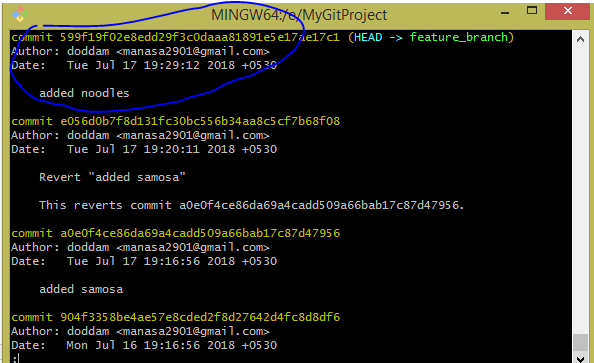 MINGW64:/e/MyGitProject
commit 599f19f02e8edd29f3c0daaa81891e5e17ae17c1 (HEAD -> feature_branch)
Author: doddam <manasa2901@gmail.com>
Date:   Tue Jul 17 19:29:12 2018 +0530
added noodles
commit e056d0b7f8d131fc30bc556b34aa8c5cf7b68f08
Author: doddam <manasa2901@gmail.com>
Date:   Tue Jul 17 19:20:11 2018 +0530
Revert "added samosa"
This reverts commit a0e0f4ce86da69a4cadd509a66bab17c87d47956.
commit a0e0f4ce86da69a4cadd509a66bab17c87d47956
Author: doddam <manasa2901@gmail.com>
Date:   Tue Jul 17 19:16:56 2018 +0530
added samosa
commit 904f3358be4ae57e8cded2f8d27642d4fc8d8df6
Author: doddam <manasa2901@gmail.com>
Date:   Mon Jul 16 19:16:56 2018 +0530
: